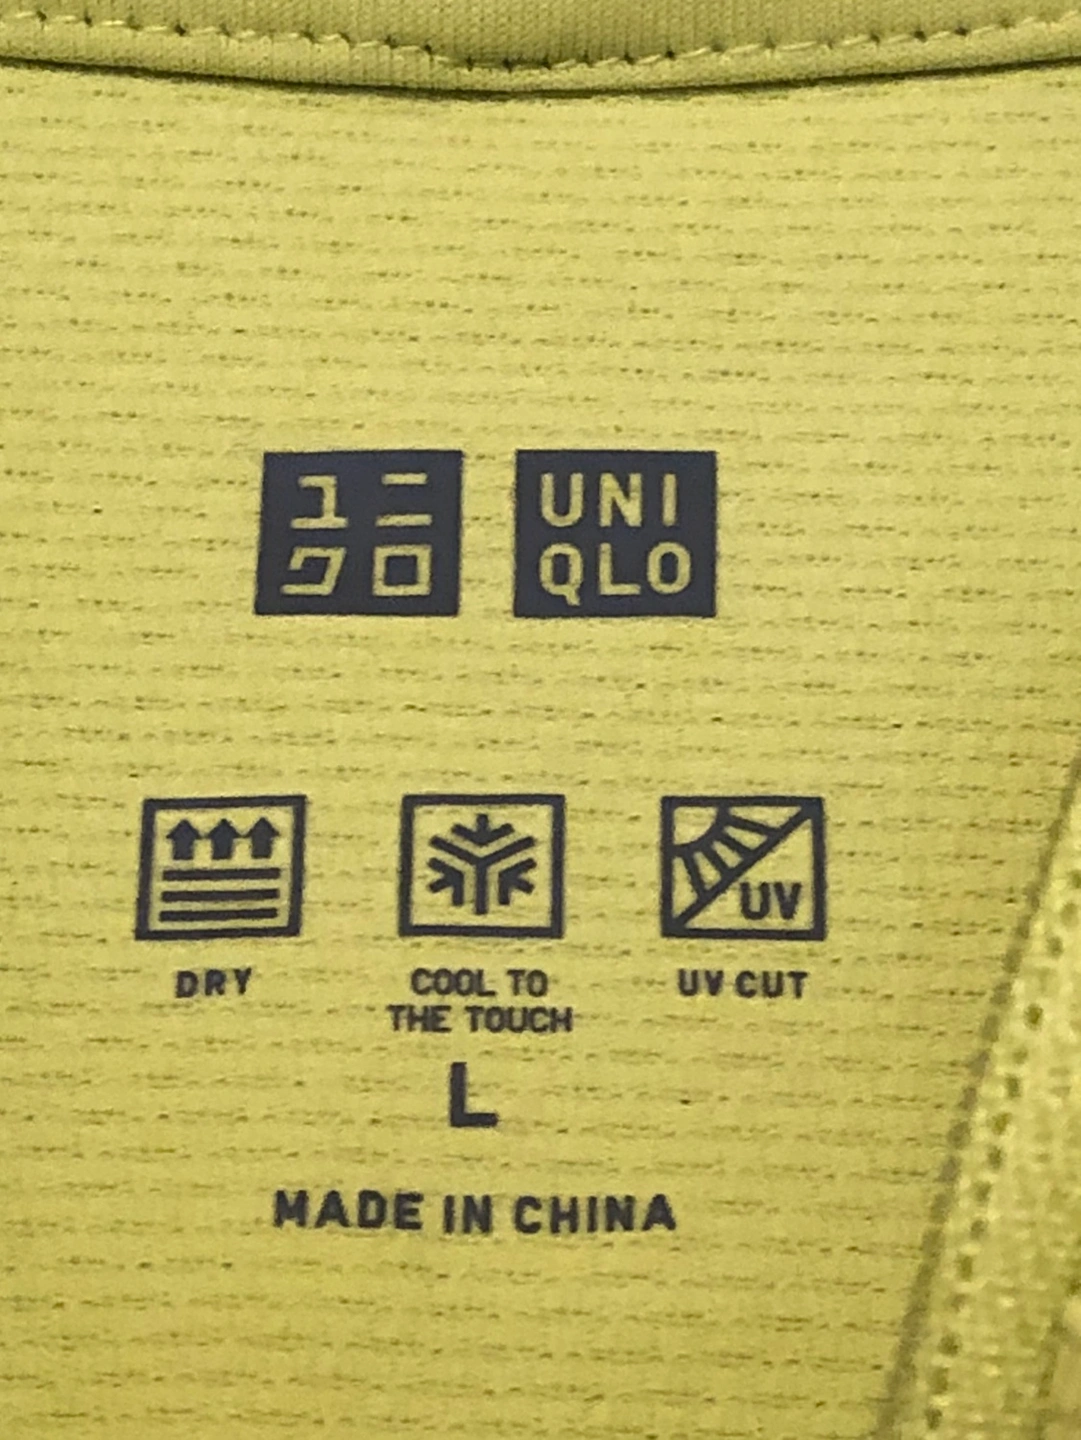 ユニ
クロ
UNI
QLO
UV
DRY
COOL TO
THE TOUCH
UV CUT
L
MADE IN CHINA